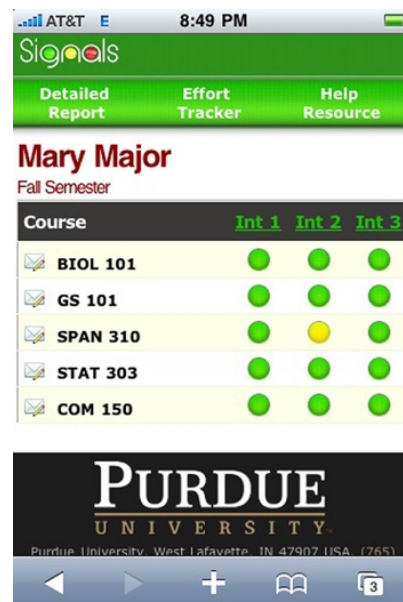 AT&T E 8:49 PM
Signals
Detailed Report Effort Tracker Help Resource
Mary Major
Fall Semester
Course Int 1 Int 2 Int 3
BIOL 101
GS 101
SPAN 310
STAT 303
COM 150
PURDUE
UNIVERSITY
Purdue University, West Lafayette, IN 47907 USA, (765)
3